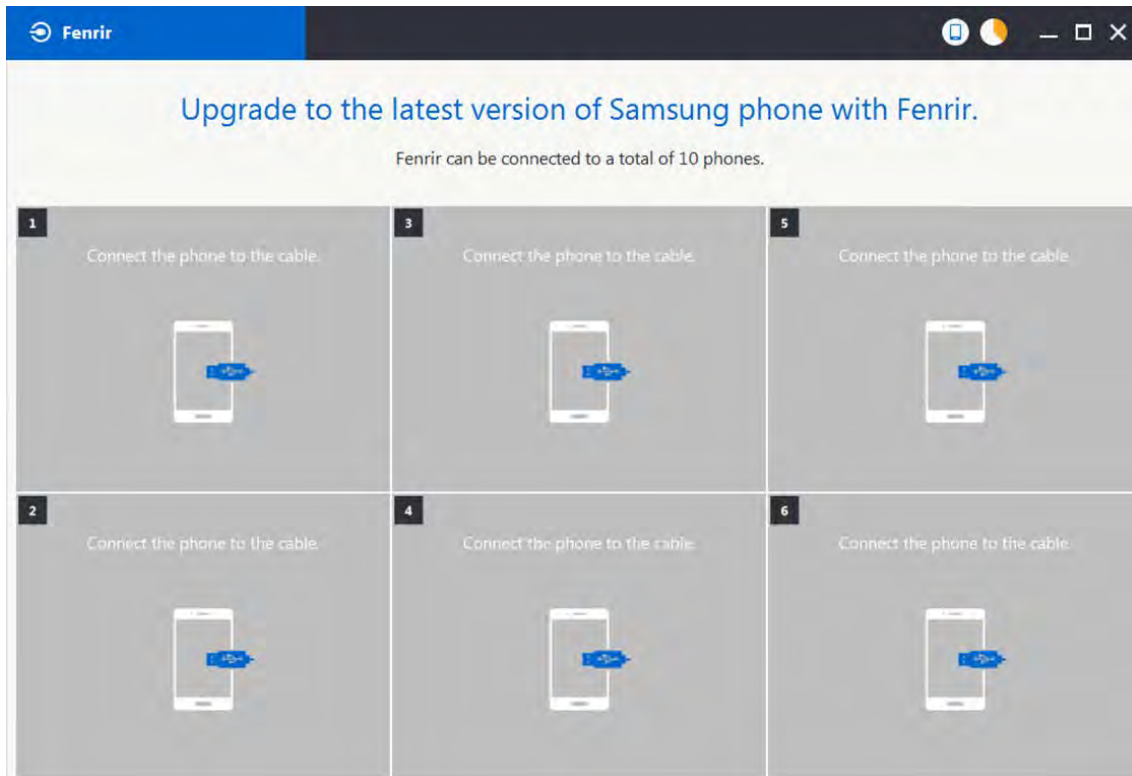 Fenrir
Upgrade to the latest version of Samsung phone with Fenrir.
Fenrir can be connected to a total of 10 phones.
1
Connect the phone to the cable.
3
Connect the phone to the cable.
5
Connect the phone to the cable.
2
Connect the phone to the cable.
4
Connect the phone to the cable.
6
Connect the phone to the cable.